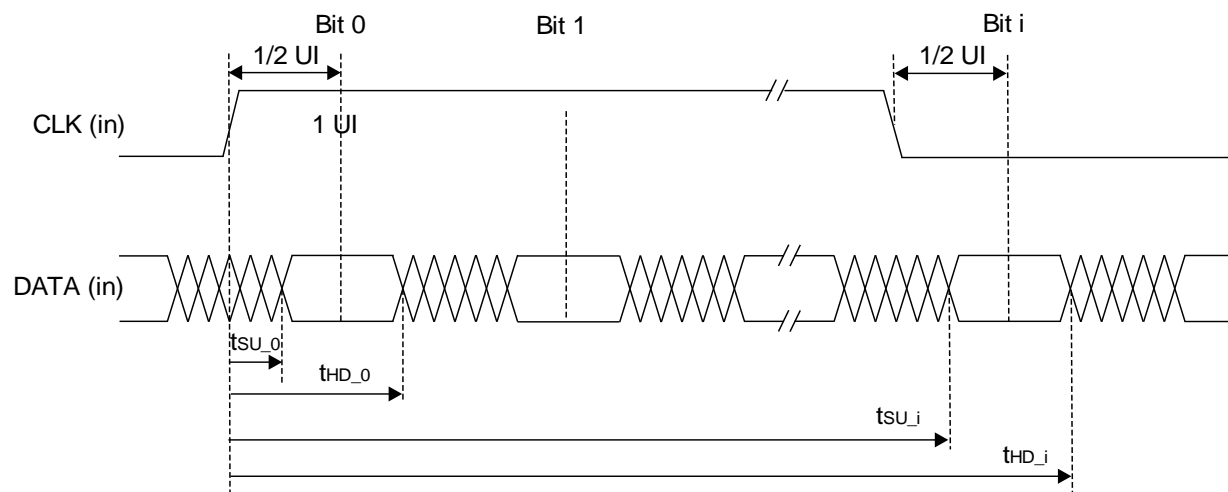 Bit 0 Bit 1 Bit i
1/2 UI 1/2 UI
CLK (in) 1 UI
DATA (in)
tSU_0
tHD_0
tSU_i
tHD_i